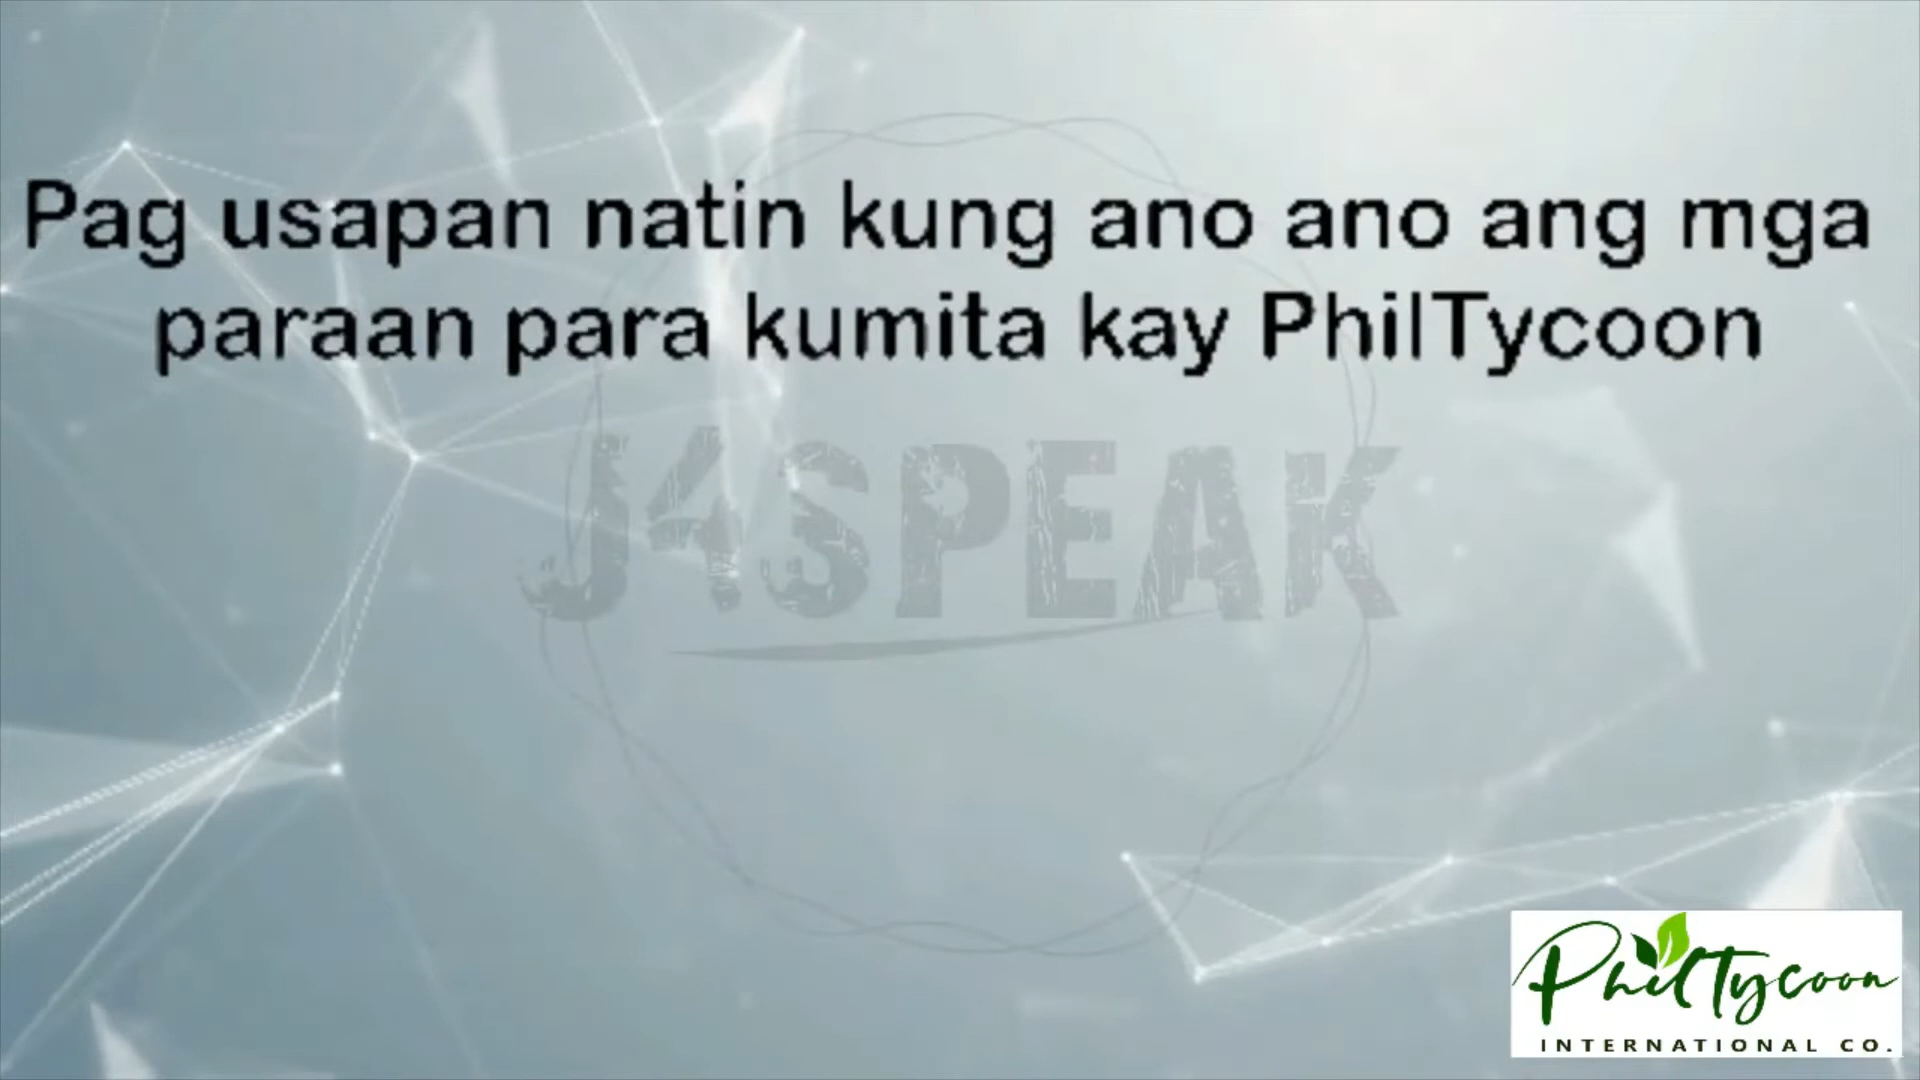 Pag usapan natin kung ano ano ang mga
paraan para kumita kay PhilTycoon
J4SPEAK
PhilTycoon
INTERNATIONAL CO.